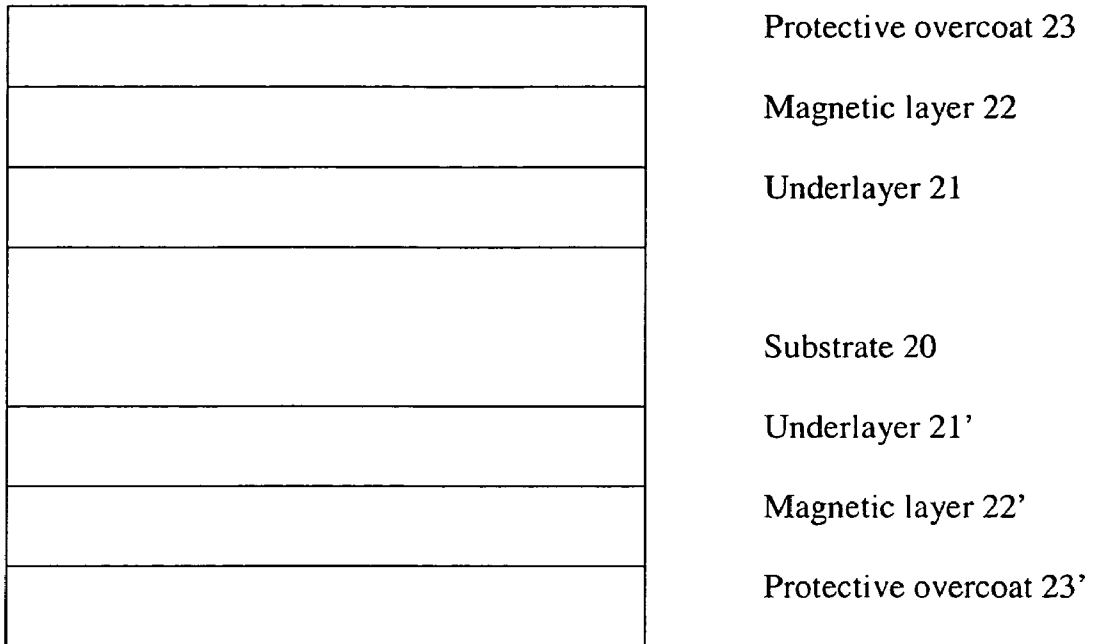 Protective overcoat 23
Magnetic layer 22
Underlayer 21
Substrate 20
Underlayer 21’
Magnetic layer 22’
Protective overcoat 23’